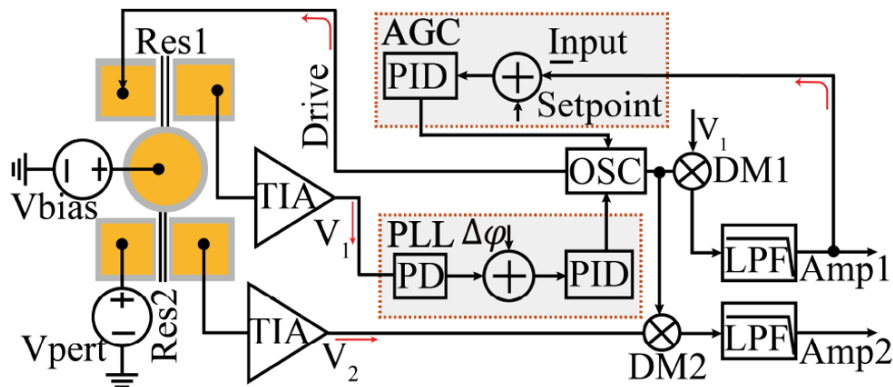 AGC
Res1
Input
PID
Setpoint
Drive
V1
DM1
OSC
Vbias
TIA
V1
PLL
Δφ
PD
PID
LPF
Amp1
Res2
Vpert
TIA
V2
DM2
LPF
Amp2